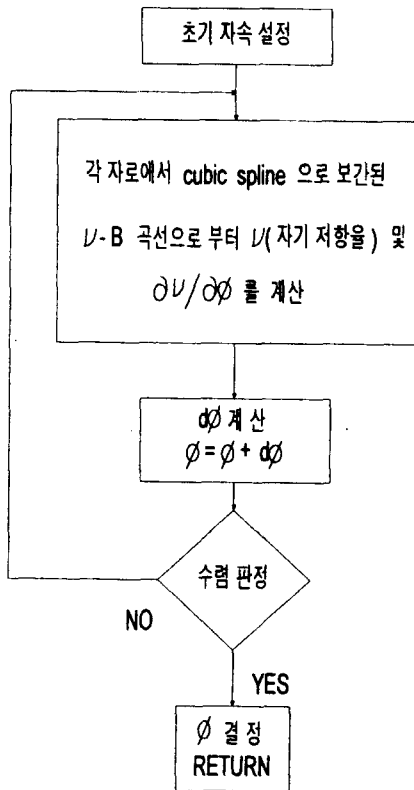 초기 자속 설정
각 자로에서 cubic spline 으로 보간된
ν-B 곡선으로 부터 ν(자기 저항율) 및
∂ν/∂φ 를 계산
dφ 계산
φ = φ + dφ
수렴 판정
NO
YES
φ 결정
RETURN